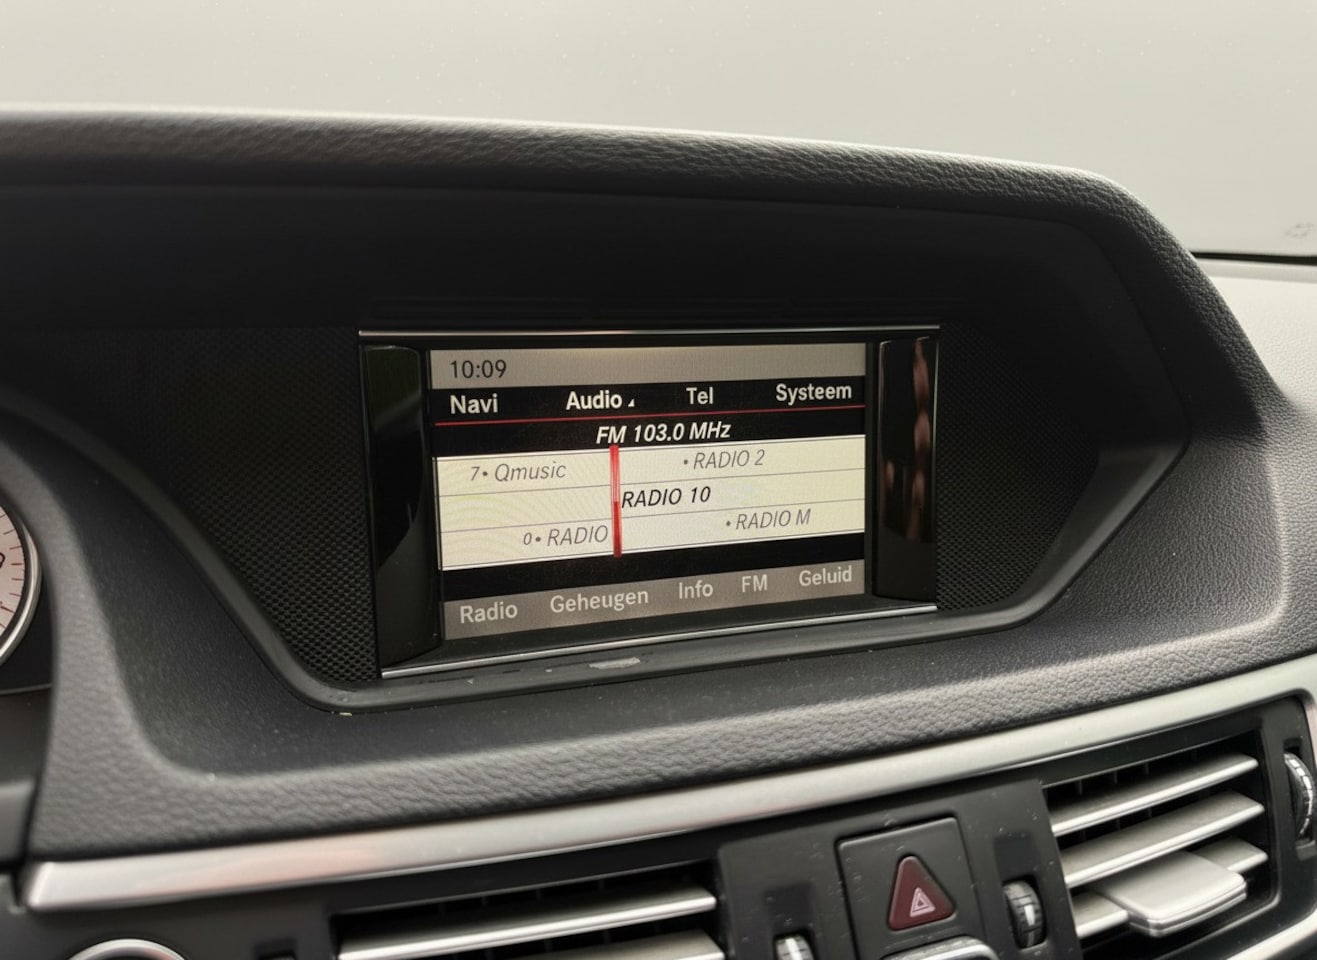 10:09
Navi Audio Tel Systeem
FM 103.0 MHz
7• Qmusic • RADIO 2
RADIO 10
0• RADIO • RADIO M
Radio Geheugen Info FM Geluid